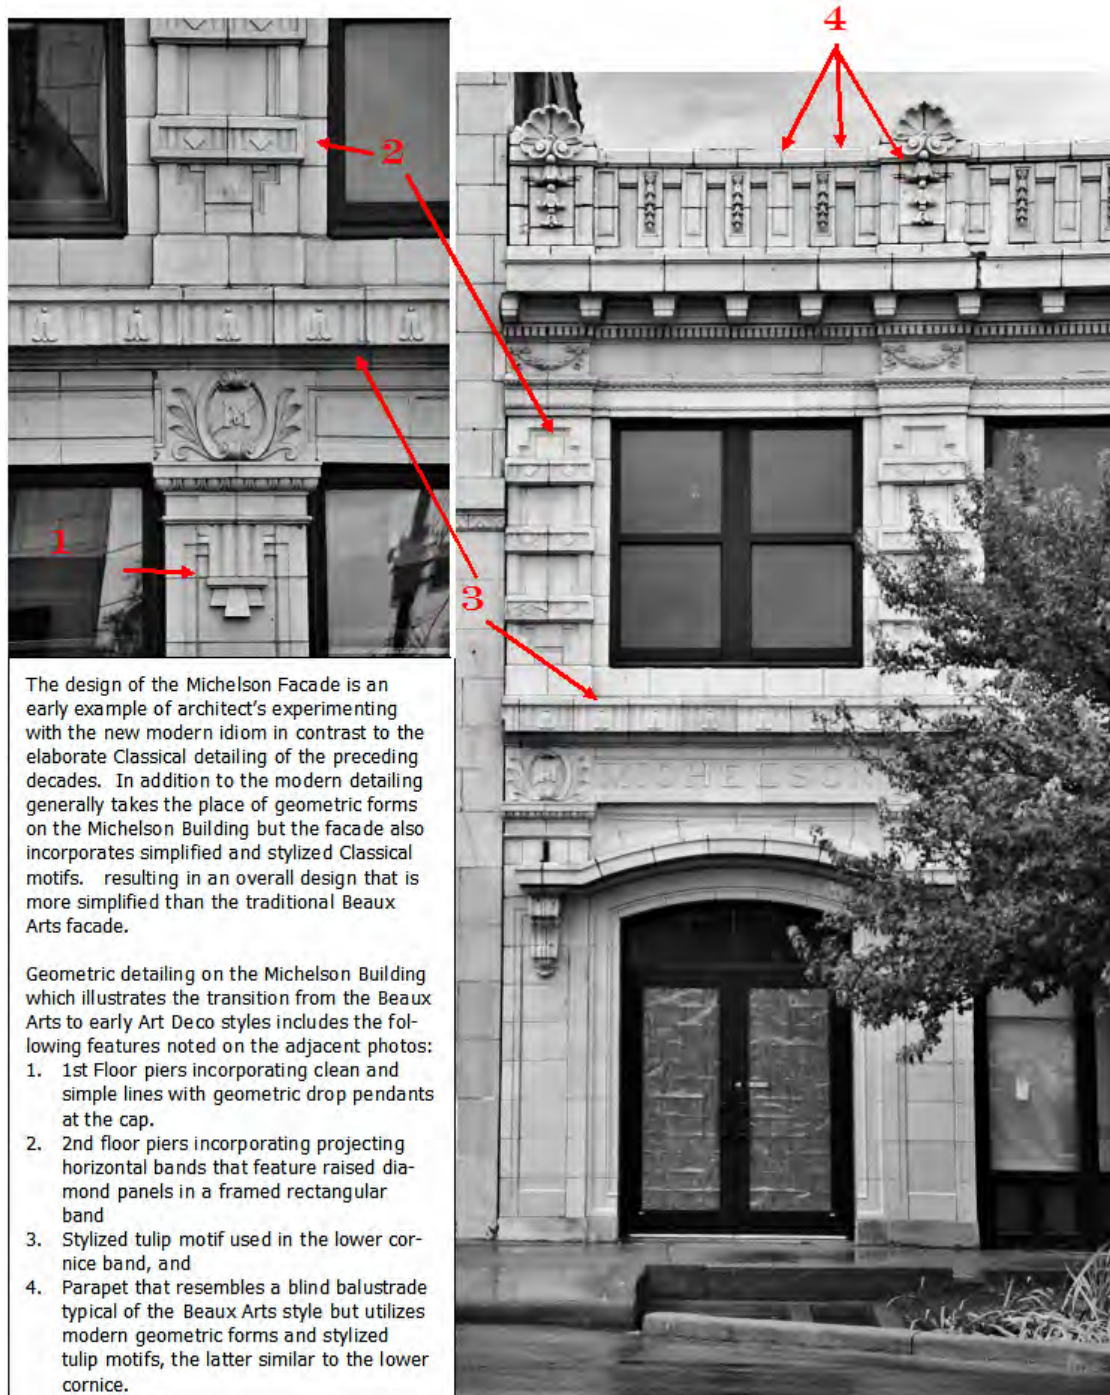 4
2
M
1
3
M
MICHELSON
The design of the Michelson Facade is an
early example of architect's experimenting
with the new modern idiom in contrast to the
elaborate Classical detailing of the preceding
decades.  In addition to the modern detailing
generally takes the place of geometric forms
on the Michelson Building but the facade also
incorporates simplified and stylized Classical
motifs.   resulting in an overall design that is
more simplified than the traditional Beaux
Arts facade.
Geometric detailing on the Michelson Building
which illustrates the transition from the Beaux
Arts to early Art Deco styles includes the fol-
lowing features noted on the adjacent photos:
1. 1st Floor piers incorporating clean and
simple lines with geometric drop pendants
at the cap.
2. 2nd floor piers incorporating projecting
horizontal bands that feature raised dia-
mond panels in a framed rectangular
band
3. Stylized tulip motif used in the lower cor-
nice band, and
4. Parapet that resembles a blind balustrade
typical of the Beaux Arts style but utilizes
modern geometric forms and stylized
tulip motifs, the latter similar to the lower
cornice.